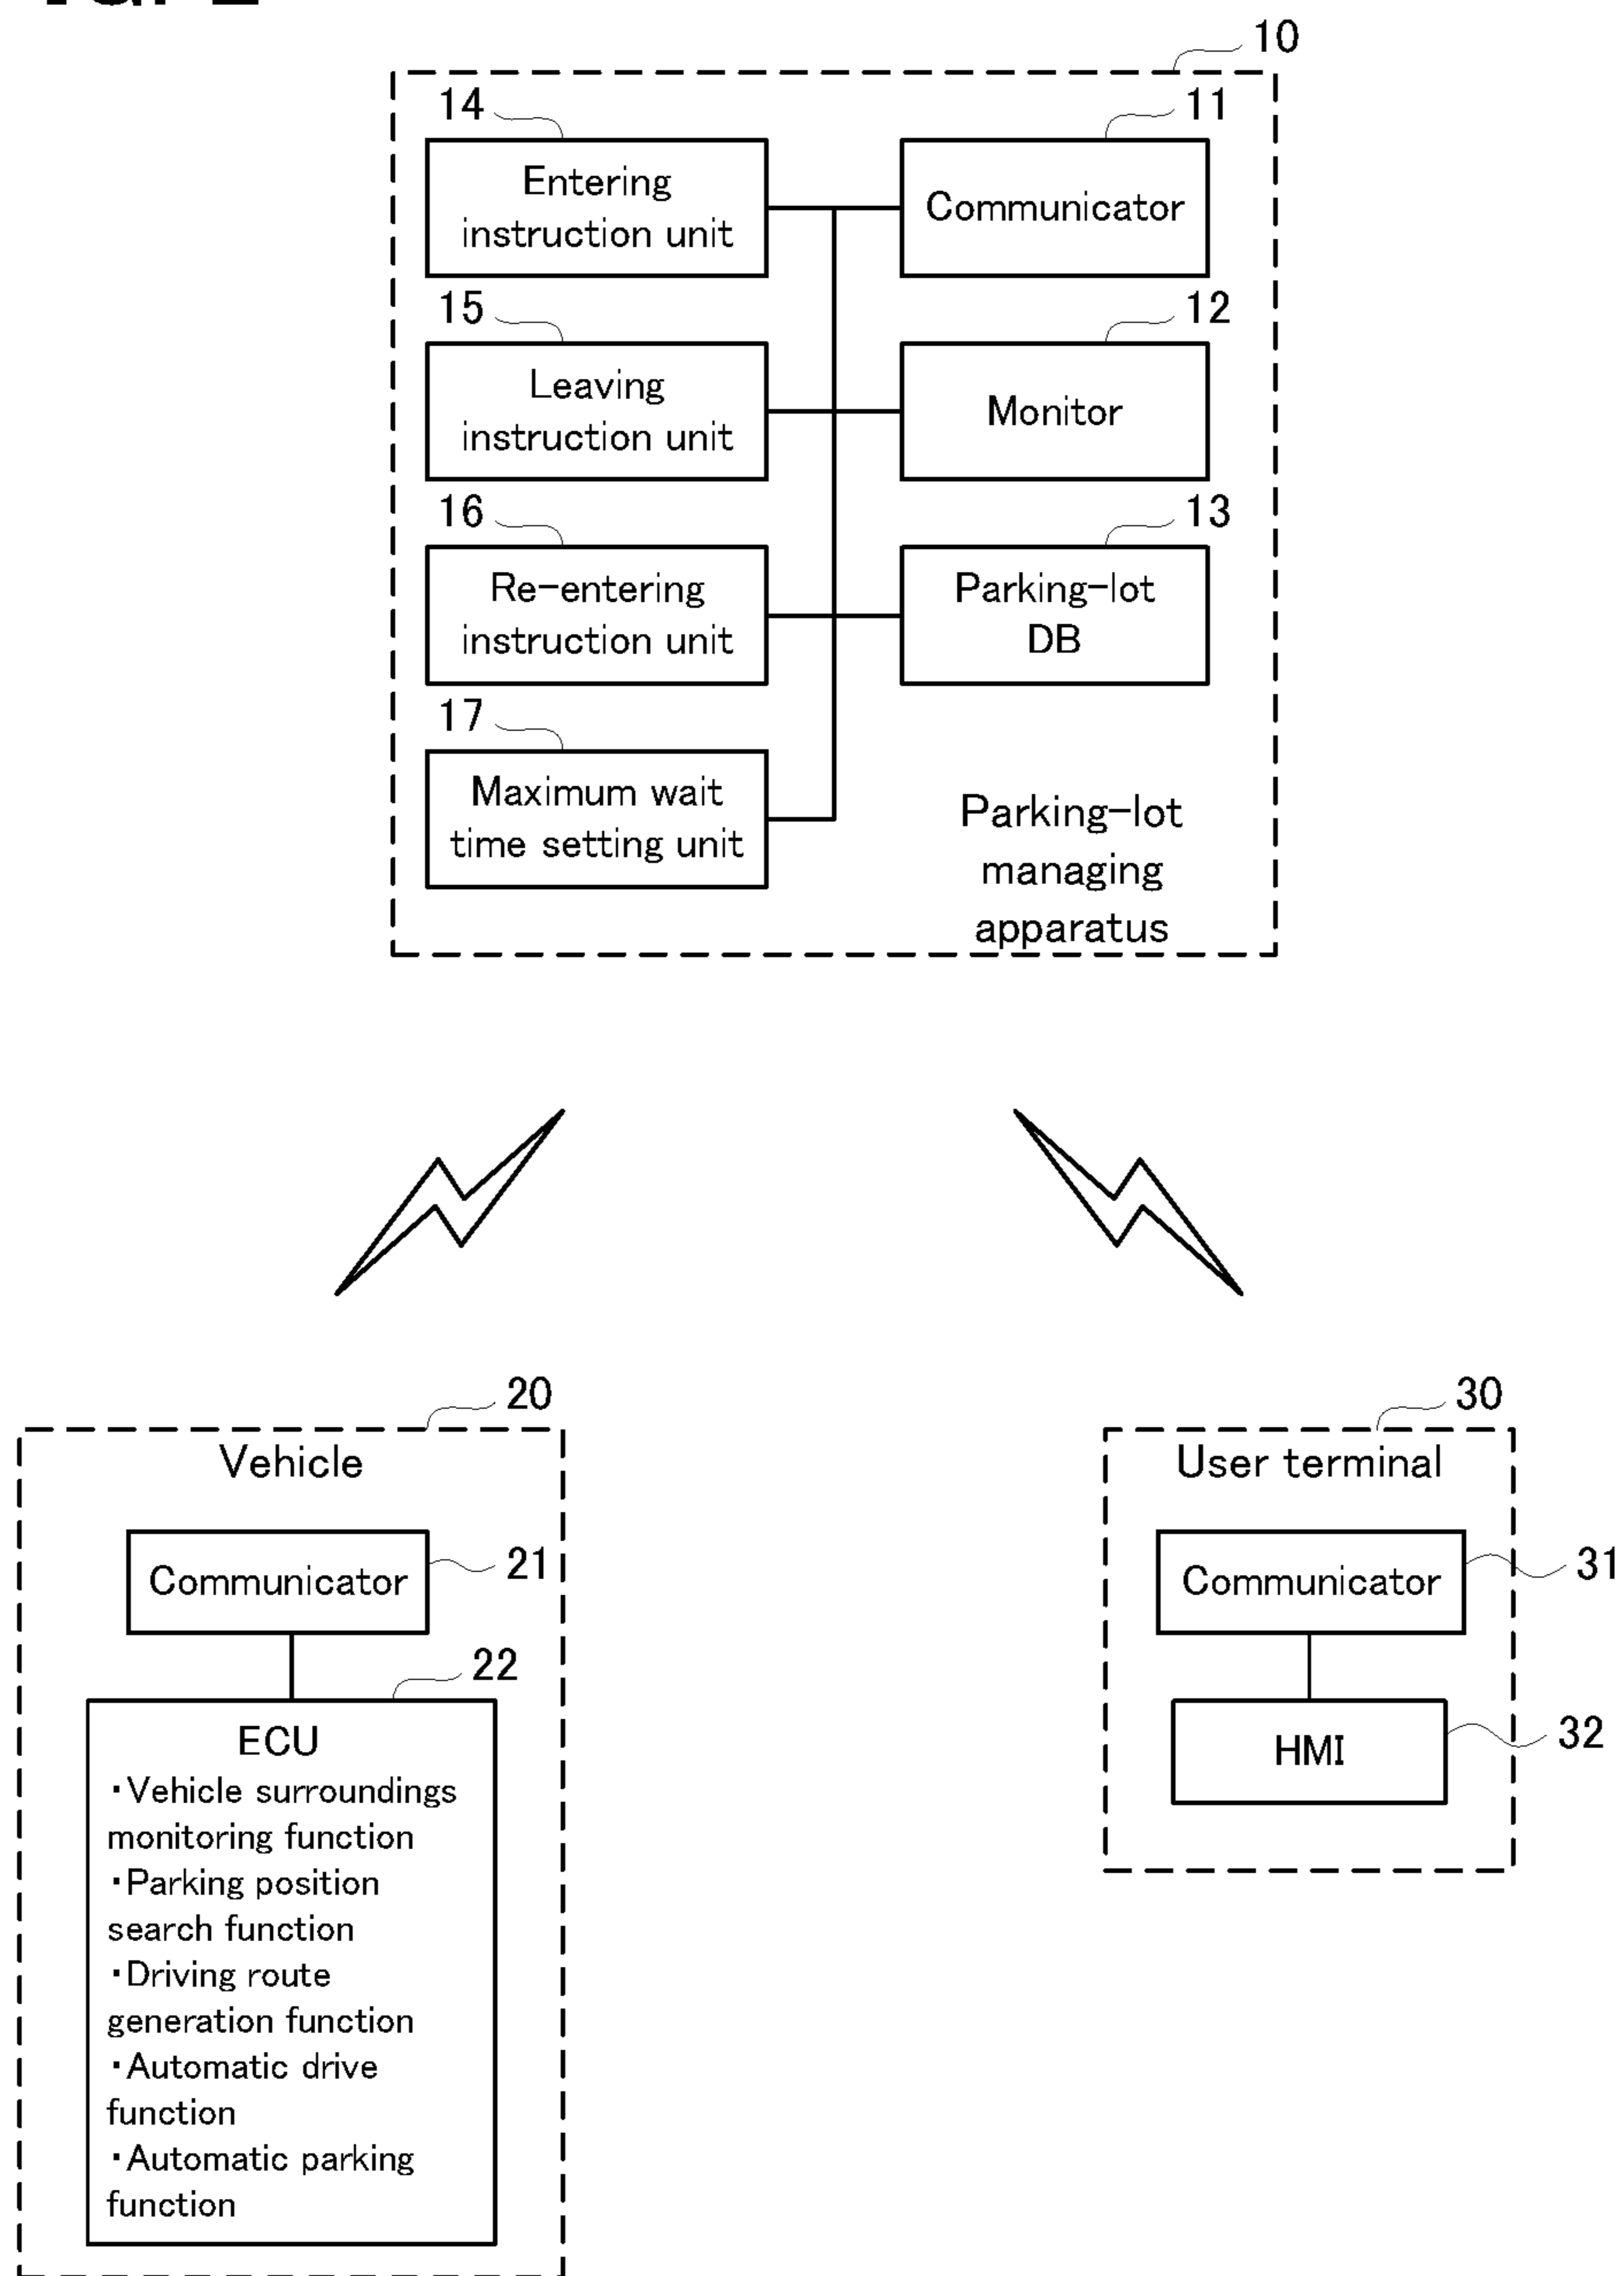 10
14
11
Entering
instruction unit
Communicator
15
12
Leaving
instruction unit
Monitor
16
13
Re-entering
instruction unit
Parking-lot
DB
17
Maximum wait
time setting unit
Parking-lot
managing
apparatus
20
Vehicle
Communicator
21
22
ECU
・Vehicle surroundings
monitoring function
・Parking position
search function
・Driving route
generation function
・Automatic drive
function
・Automatic parking
function
30
User terminal
Communicator
31
HMI
32